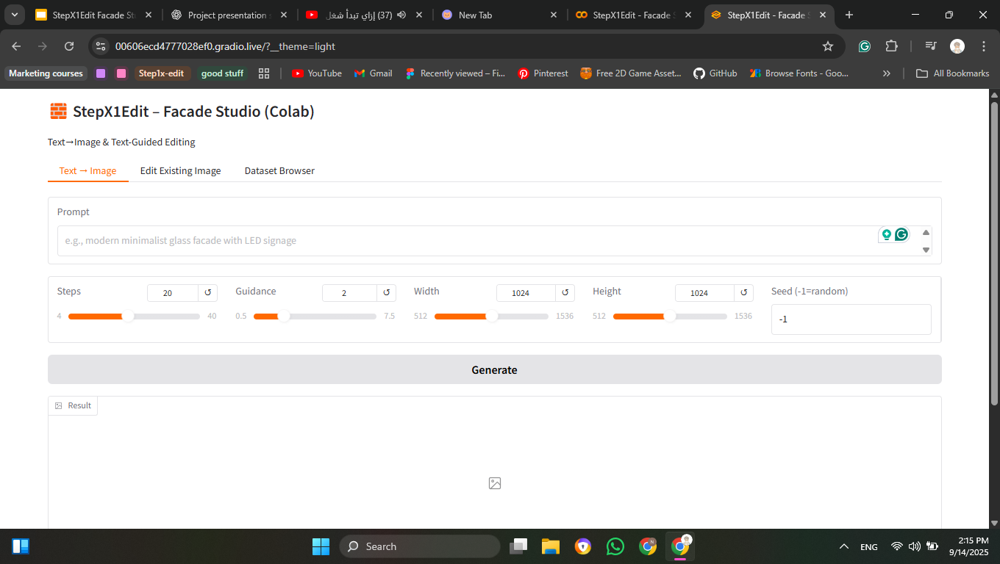 StepX1Edit Facade St
Project presentation s
(37) إزاي تبدأ شغل
New Tab
StepX1Edit - Facade S
StepX1Edit - Facade S
00606ecd4777028ef0.gradio.live/?__theme=light
Marketing courses
Step1x-edit
good stuff
YouTube
Gmail
Recently viewed – Fi...
Pinterest
Free 2D Game Asset...
GitHub
Browse Fonts - Goo...
All Bookmarks
StepX1Edit – Facade Studio (Colab)
Text→Image & Text-Guided Editing
Text → Image Edit Existing Image Dataset Browser
Prompt
e.g., modern minimalist glass facade with LED signage
Steps 20 Guidance 2 Width 1024 Height 1024 Seed (-1=random)
4 40 0.5 7.5 512 1536 512 1536 -1
Generate
Result
Search
ENG
2:15 PM
9/14/2025